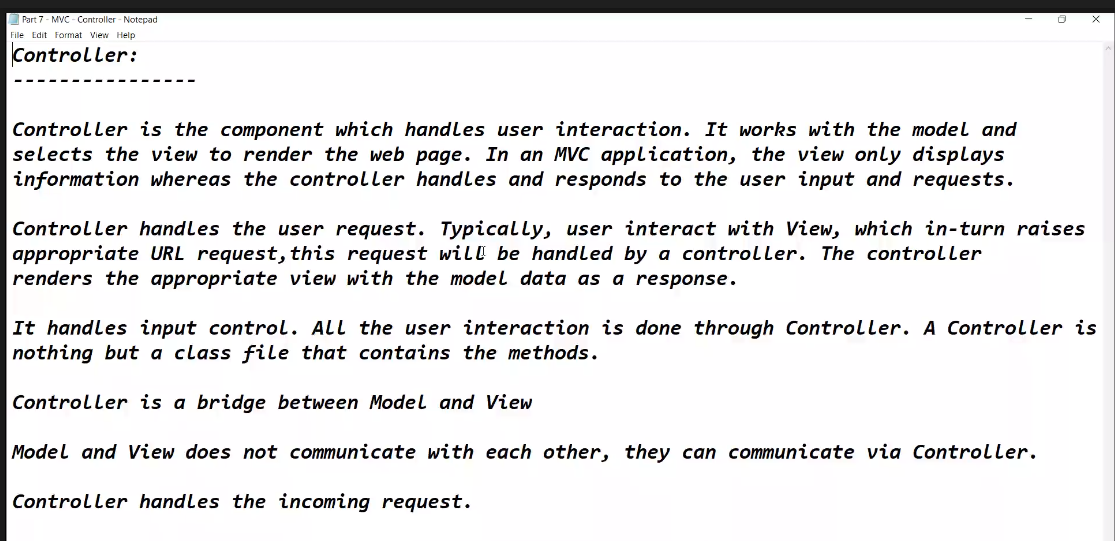 Part 7 - MVC - Controller - Notepad
File Edit Format View Help
Controller:
----------------
Controller is the component which handles user interaction. It works with the model and
selects the view to render the web page. In an MVC application, the view only displays
information whereas the controller handles and responds to the user input and requests.
Controller handles the user request. Typically, user interact with View, which in-turn raises
appropriate URL request,this request will be handled by a controller. The controller
renders the appropriate view with the model data as a response.
It handles input control. All the user interaction is done through Controller. A Controller is
nothing but a class file that contains the methods.
Controller is a bridge between Model and View
Model and View does not communicate with each other, they can communicate via Controller.
Controller handles the incoming request.